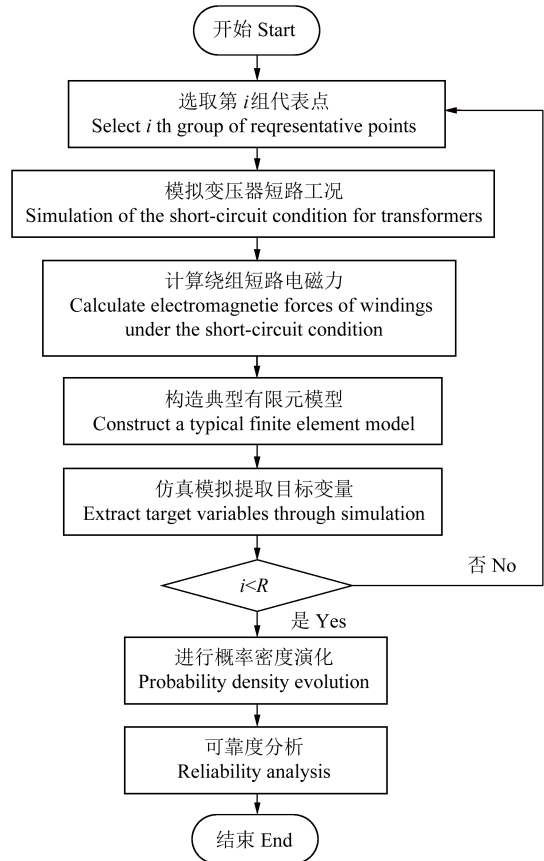 开始 Start
选取第 i组代表点
Select i th group of reqresentative points
模拟变压器短路工况
Simulation of the short-circuit condition for transformers
计算绕组短路电磁力
Calculate electromagnetie forces of windings
under the short-circuit condition
构造典型有限元模型
Construct a typical finite element model
仿真模拟提取目标变量
Extract target variables through simulation
i<R
否 No
是 Yes
进行概率密度演化
Probability density evolution
可靠度分析
Reliability analysis
结束 End